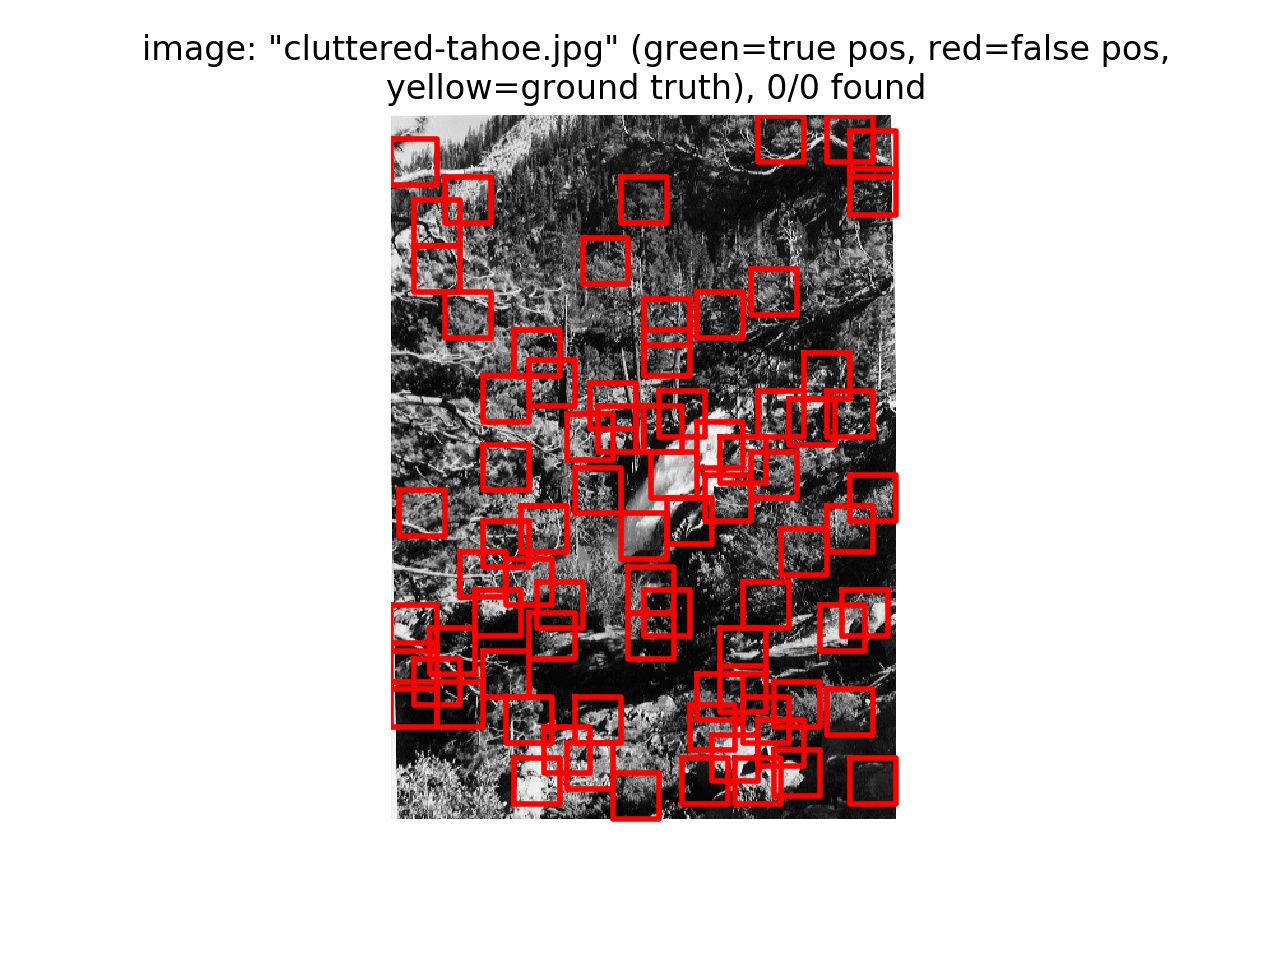 image: "cluttered-tahoe.jpg" (green=true pos, red=false pos,
yellow=ground truth), 0/0 found